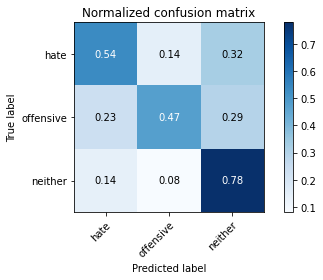 Normalized confusion matrix
hate 0.54 0.14 0.32
offensive 0.23 0.47 0.29
neither 0.14 0.08 0.78
hate offensive neither
True label
Predicted label
0.7
0.6
0.5
0.4
0.3
0.2
0.1